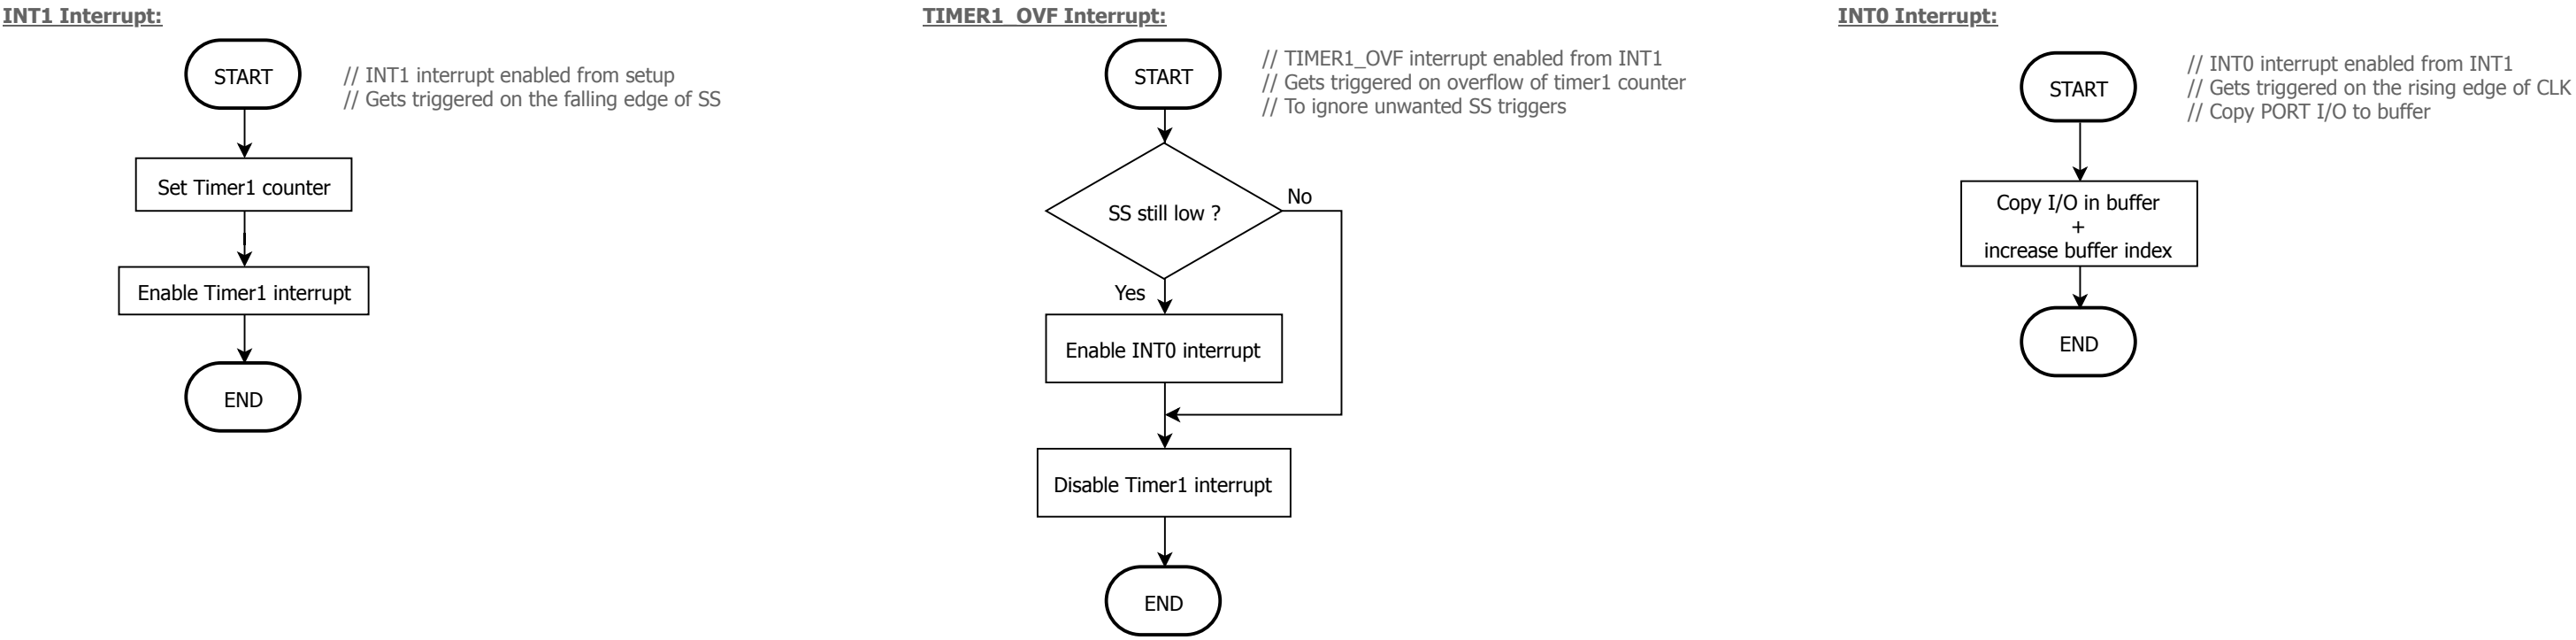 INT1 Interrupt:
START
// INT1 interrupt enabled from setup
// Gets triggered on the falling edge of SS
Set Timer1 counter
Enable Timer1 interrupt
END
TIMER1_OVF Interrupt:
START
// TIMER1_OVF interrupt enabled from INT1
// Gets triggered on overflow of timer1 counter
// To ignore unwanted SS triggers
SS still low ?
No
Yes
Enable INT0 interrupt
Disable Timer1 interrupt
END
INT0 Interrupt:
START
// INT0 interrupt enabled from INT1
// Gets triggered on the rising edge of CLK
// Copy PORT I/O to buffer
Copy I/O in buffer
+
increase buffer index
END